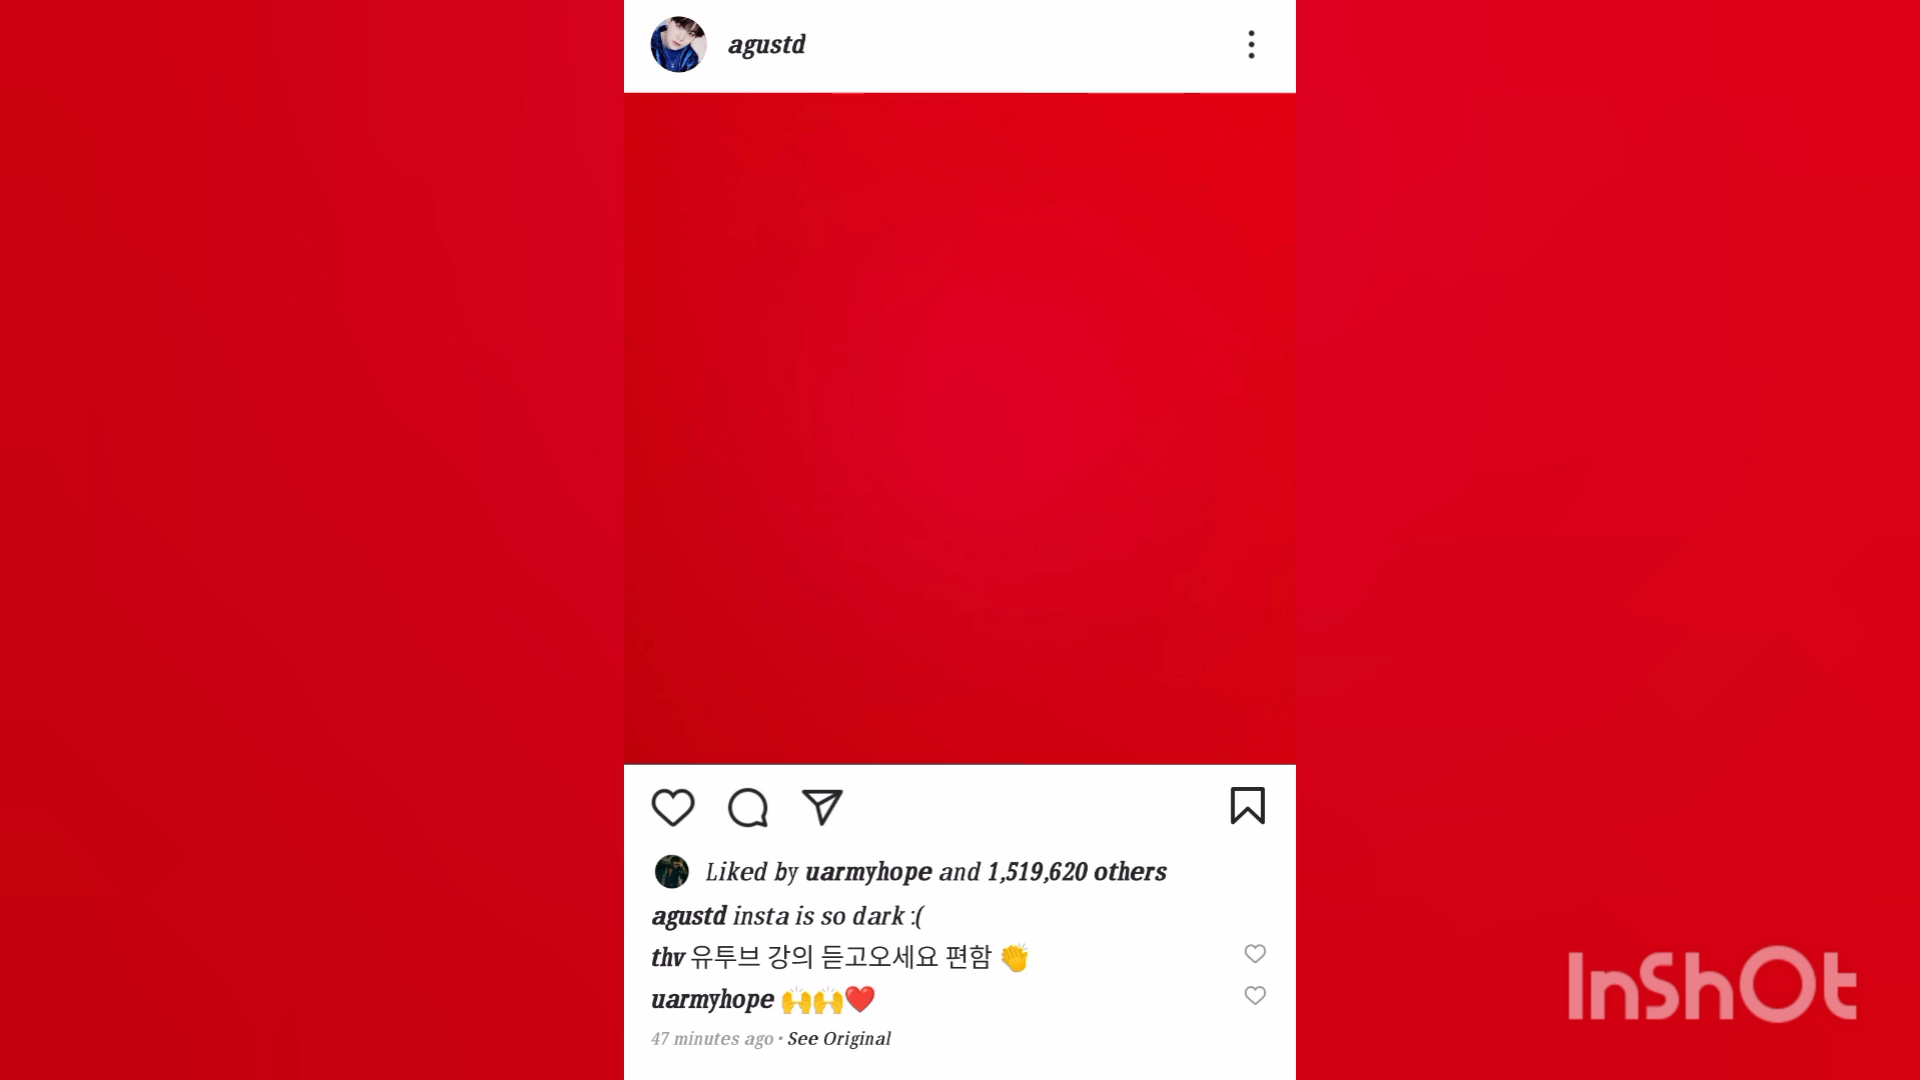 agustd
Liked by uarmyhope and 1,519,620 others
agustd insta is so dark :(
thv 유투브 강의 듣고오세요 편함 👏
uarmyhope 🙌🙌❤️
47 minutes ago • See Original
InShOt